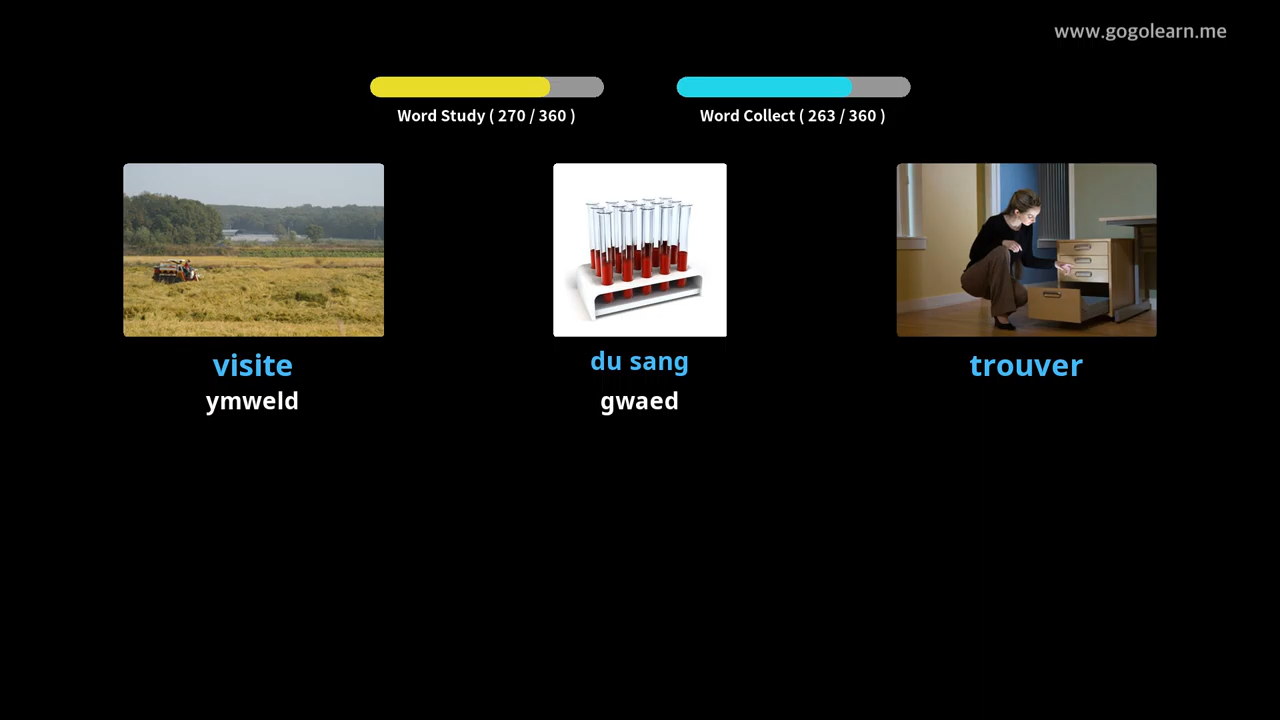 www.gogolearn.me
Word Study ( 270 / 360 )
Word Collect ( 263 / 360 )
visite
ymweld
du sang
gwaed
trouver